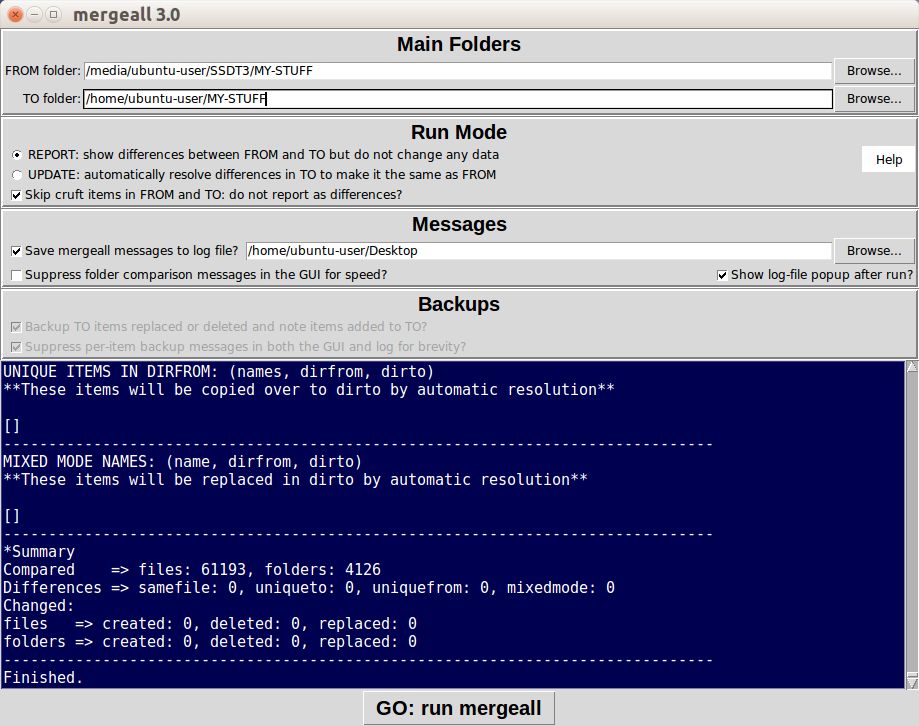 mergeall 3.0
Main Folders
FROM folder: /media/ubuntu-user/SSDT3/MY-STUFF Browse...
TO folder: /home/ubuntu-user/MY-STUFF Browse...
Run Mode
REPORT: show differences between FROM and TO but do not change any data
Help
UPDATE: automatically resolve differences in TO to make it the same as FROM
Skip cruft items in FROM and TO: do not report as differences?
Messages
Save mergeall messages to log file? /home/ubuntu-user/Desktop Browse...
Suppress folder comparison messages in the GUI for speed? Show log-file popup after run?
Backups
Backup TO items replaced or deleted and note items added to TO?
Suppress per-item backup messages in both the GUI and log for brevity?
UNIQUE ITEMS IN DIRFROM: (names, dirfrom, dirto)
**These items will be copied over to dirto by automatic resolution**
[]
-------------------------------------------------------------------------------
MIXED MODE NAMES: (name, dirfrom, dirto)
**These items will be replaced in dirto by automatic resolution**
[]
-------------------------------------------------------------------------------
*Summary
Compared    => files: 61193, folders: 4126
Differences => samefile: 0, uniqueto: 0, uniquefrom: 0, mixedmode: 0
Changed:
files   => created: 0, deleted: 0, replaced: 0
folders => created: 0, deleted: 0, replaced: 0
-------------------------------------------------------------------------------
Finished.
GO: run mergeall